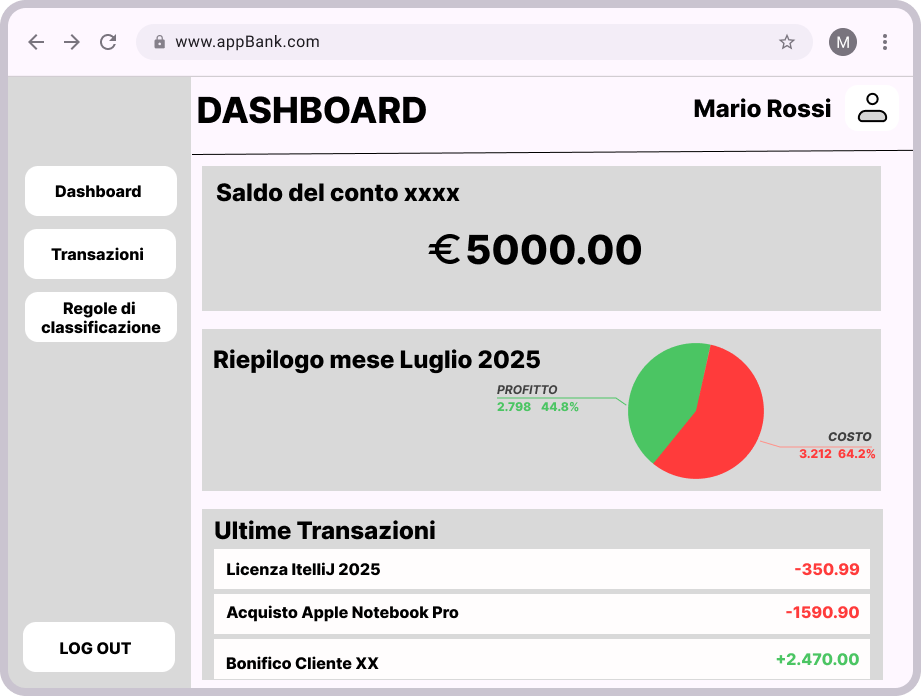 www.appBank.com
M
DASHBOARD
Mario Rossi
Dashboard
Transazioni
Regole di
classificazione
LOG OUT
Saldo del conto xxxx
€5000.00
Riepilogo mese Luglio 2025
PROFITTO
2.798 44.8%
COSTO
3.212 64.2%
Ultime Transazioni
Licenza ItelliJ 2025 -350.99
Acquisto Apple Notebook Pro -1590.90
Bonifico Cliente XX +2.470.00